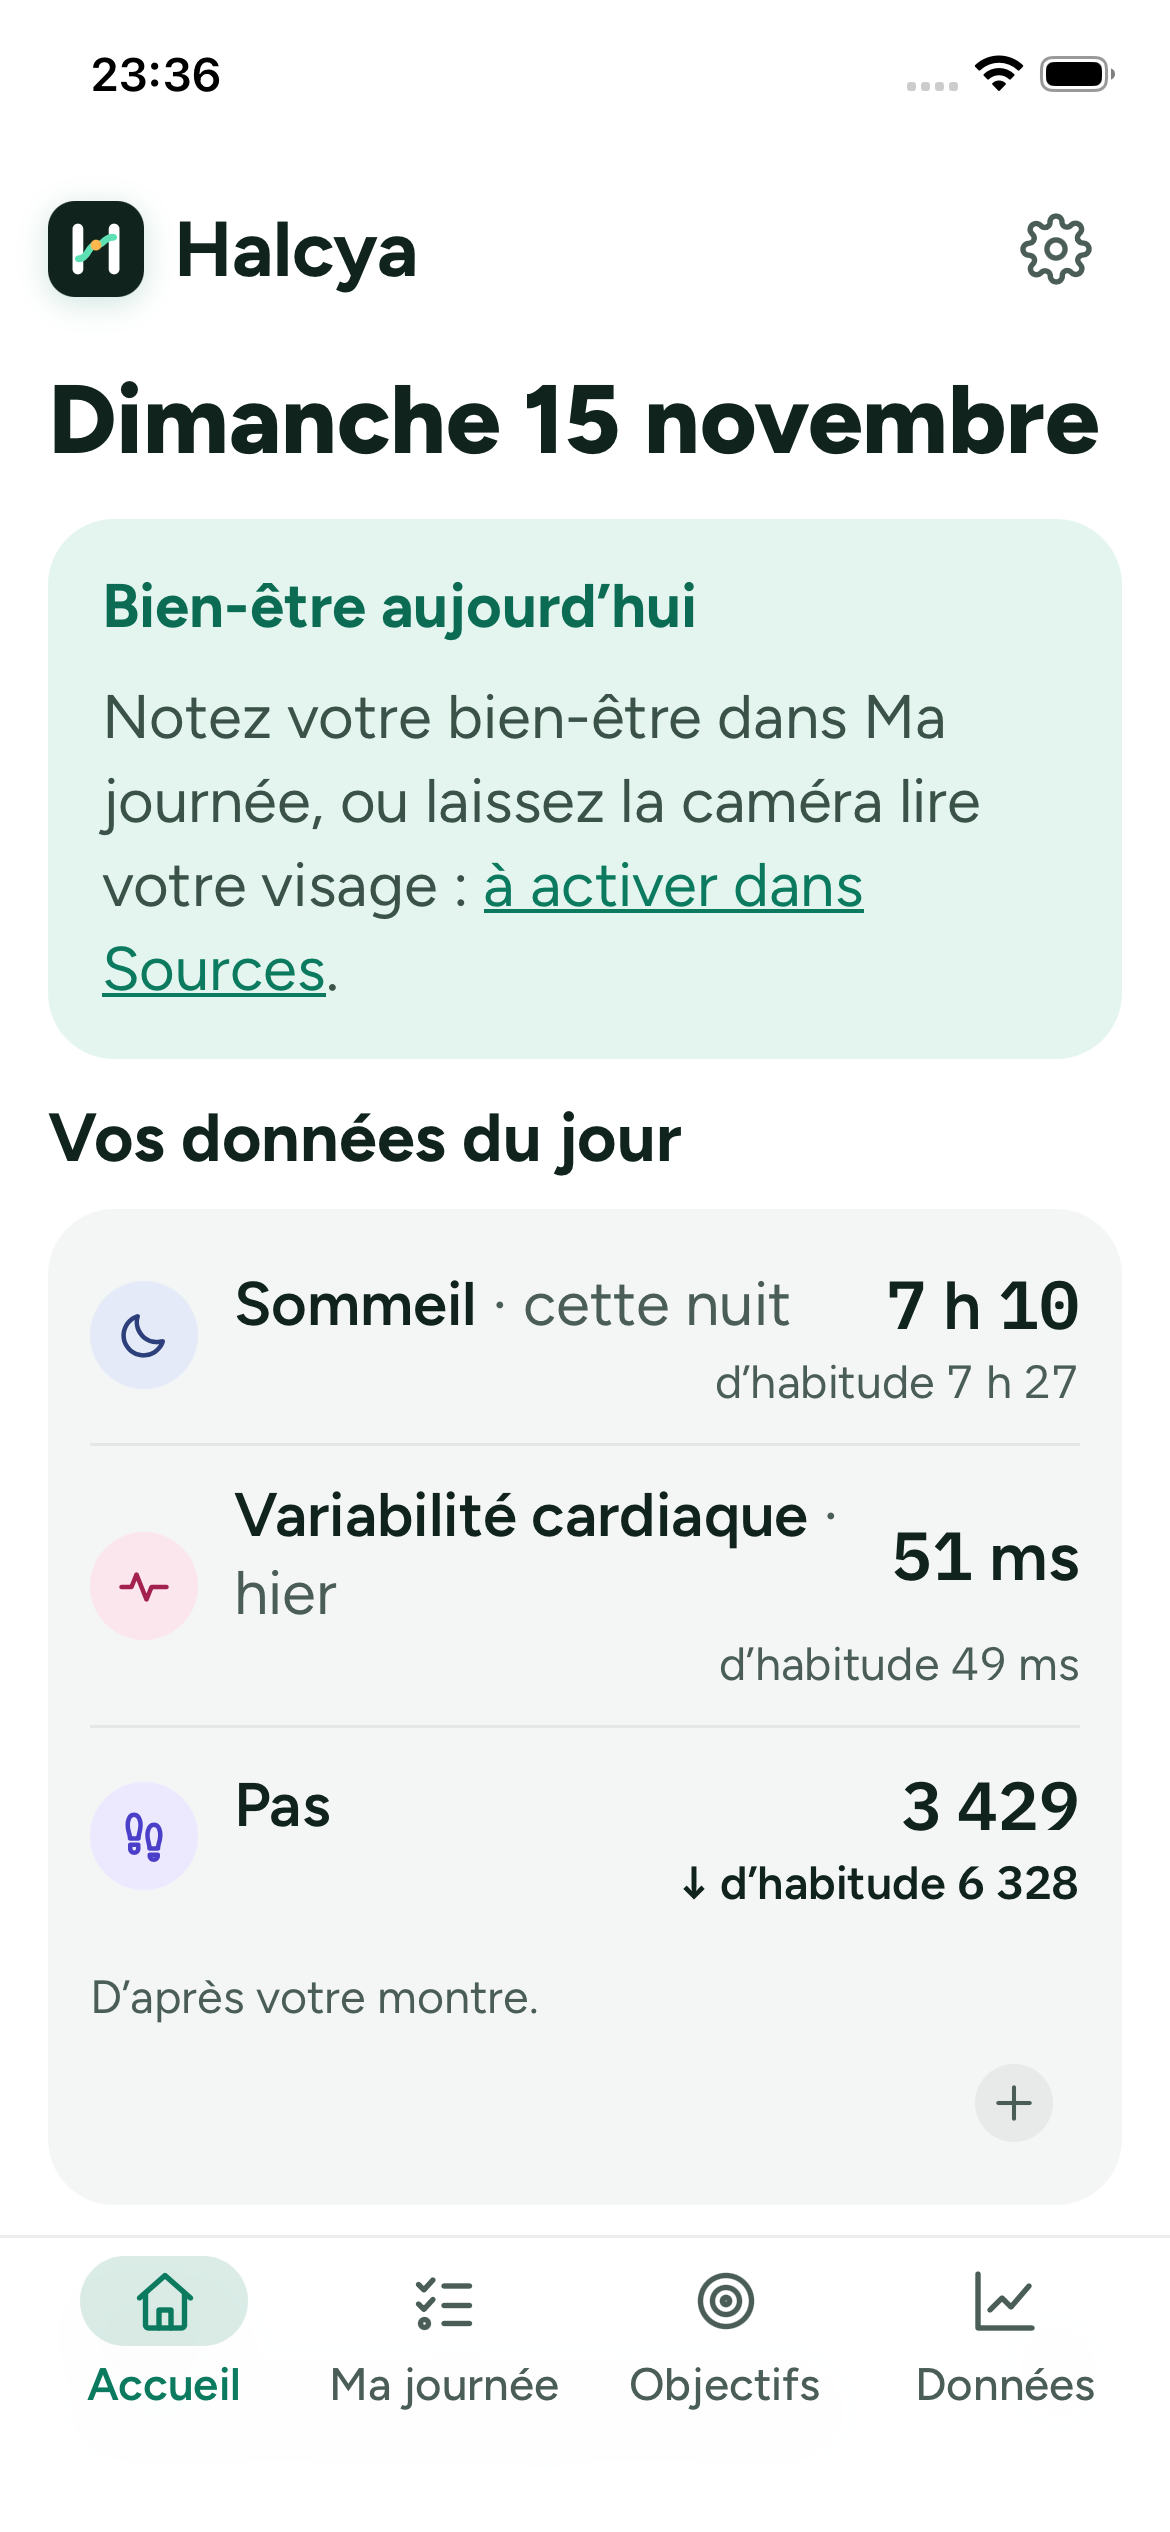 23:36
Halcya
Dimanche 15 novembre
Bien-être aujourd’hui
Notez votre bien-être dans Ma
journée, ou laissez la caméra lire
votre visage : à activer dans
Sources.
Vos données du jour
Sommeil · cette nuit 7 h 10
d’habitude 7 h 27
Variabilité cardiaque ·
hier
51 ms
d’habitude 49 ms
Pas 3 429
↓ d’habitude 6 328
D’après votre montre.
Accueil Ma journée Objectifs Données